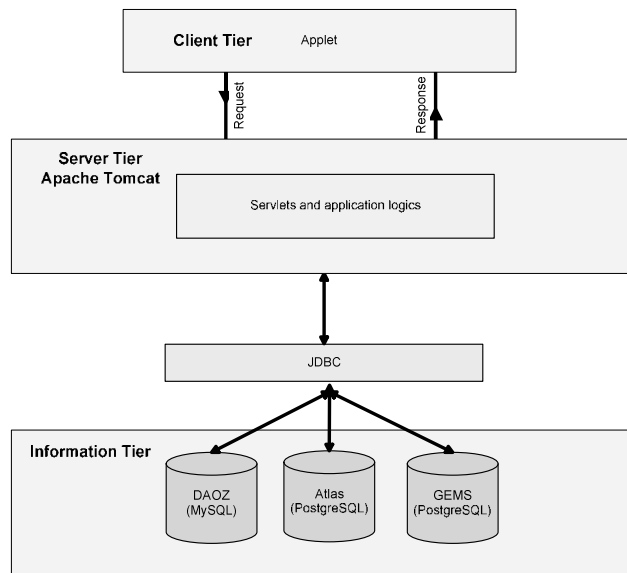 Client Tier
Applet
Request
Response
Server Tier
Apache Tomcat
Servlets and application logics
JDBC
Information Tier
DAOZ
(MySQL)
Atlas
(PostgreSQL)
GEMS
(PostgreSQL)